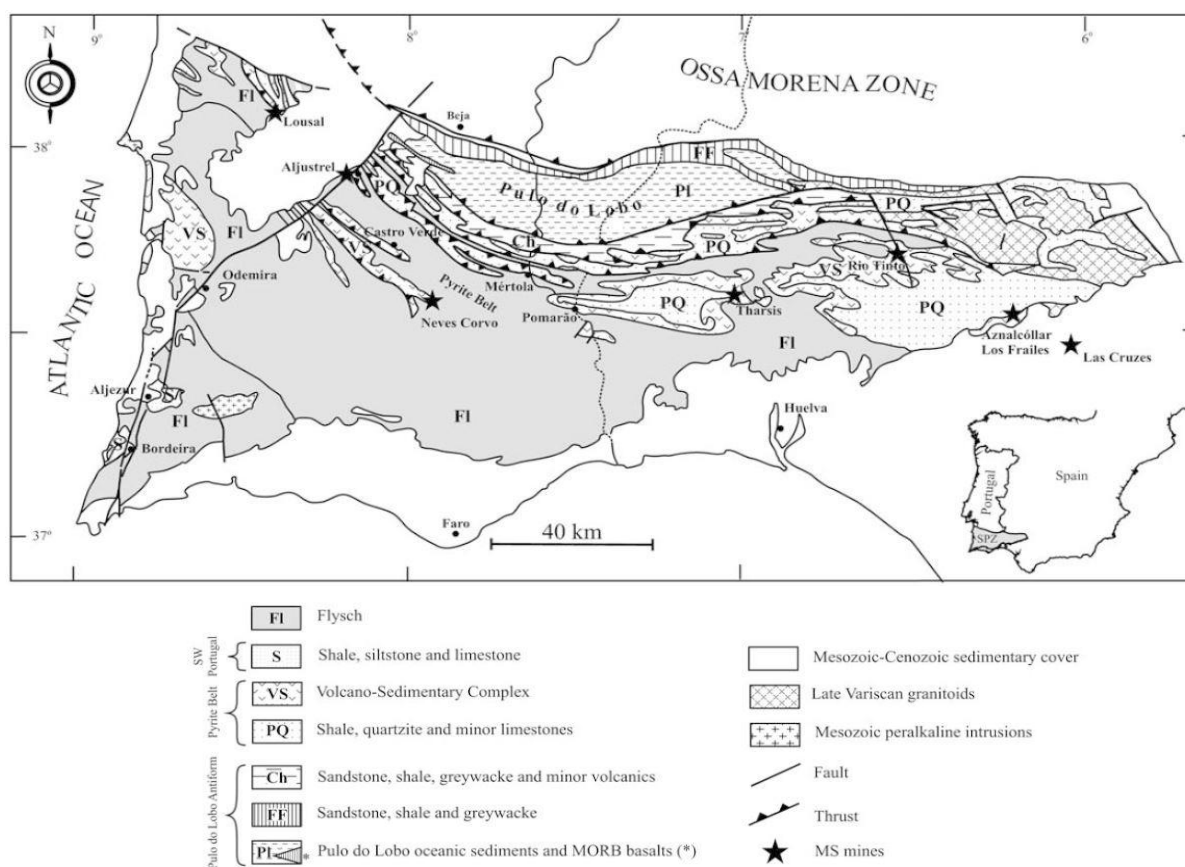 9°
8°
7°
6°
N
OSSA MORENA ZONE
Fl
Lousal
Beja
38°
FF
Aljustrel
PQ
Pulo do Lobo
Pl
PQ
ATLANTIC OCEAN
VS
Fl
Castro Verde
VS
Ch
PQ
VS
Rio Tinto
Odemira
Pyrite Belt
Mértola
Neves Corvo
Pomarão
PQ
Tharsis
PQ
Aznalcóllar
Los Frailes
Las Cruzes
Fl
Aljezur
S
Fl
Fl
Huelva
S
Bordeira
Portugal
Spain
SPZ
37°
Faro
40 km
Fl Flysch
SW
Portugal
S Shale, siltstone and limestone
Pyrite Belt
VS Volcano-Sedimentary Complex
PQ Shale, quartzite and minor limestones
Pulo do Lobo Antiform
Ch Sandstone, shale, greywacke and minor volcanics
FF Sandstone, shale and greywacke
Pl * Pulo do Lobo oceanic sediments and MORB basalts (*)
Mesozoic-Cenozoic sedimentary cover
Late Variscan granitoids
Mesozoic peralkaline intrusions
Fault
Thrust
MS mines